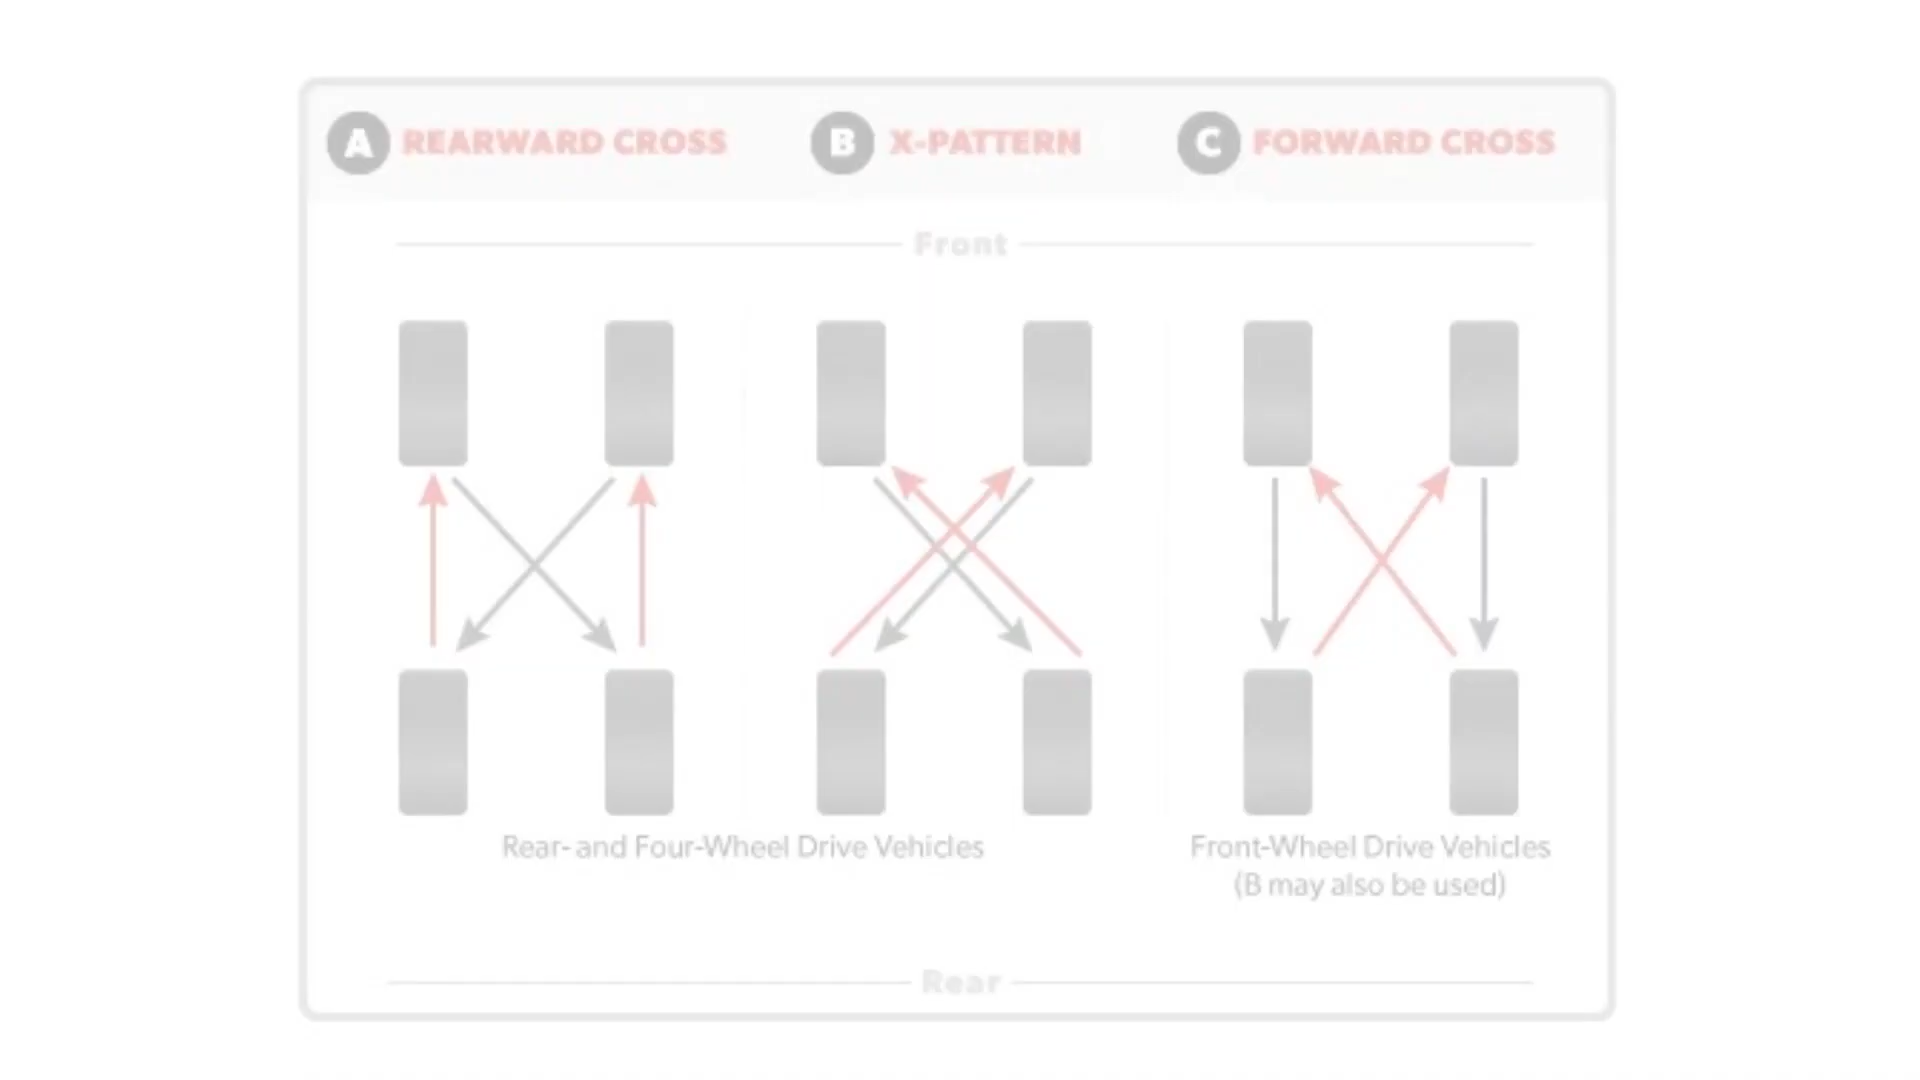 A REARWARD CROSS
B X-PATTERN
C FORWARD CROSS
Front
Rear- and Four-Wheel Drive Vehicles
Front-Wheel Drive Vehicles
(B may also be used)
Rear